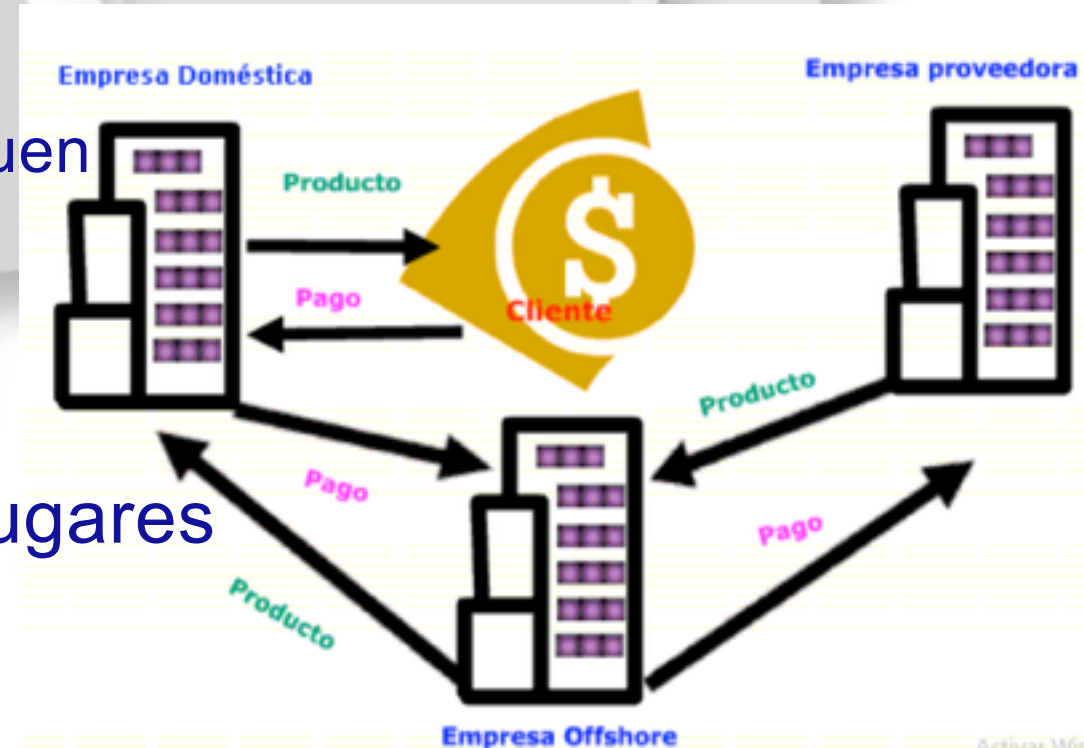 Empresa Doméstica
Empresa proveedora
uen
Producto
$
Pago
Cliente
Producto
Pago
ugares
Pago
Producto
Empresa Offshore